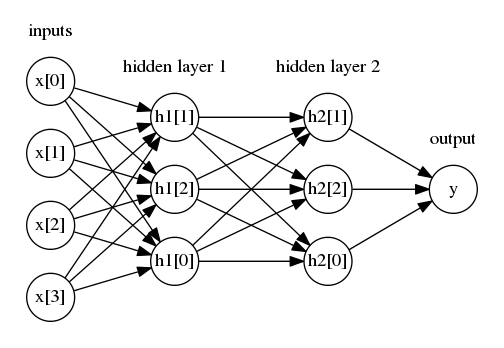 inputs
x[0]
x[1]
x[2]
x[3]
hidden layer 1
h1[1]
h1[2]
h1[0]
hidden layer 2
h2[1]
h2[2]
h2[0]
output
y